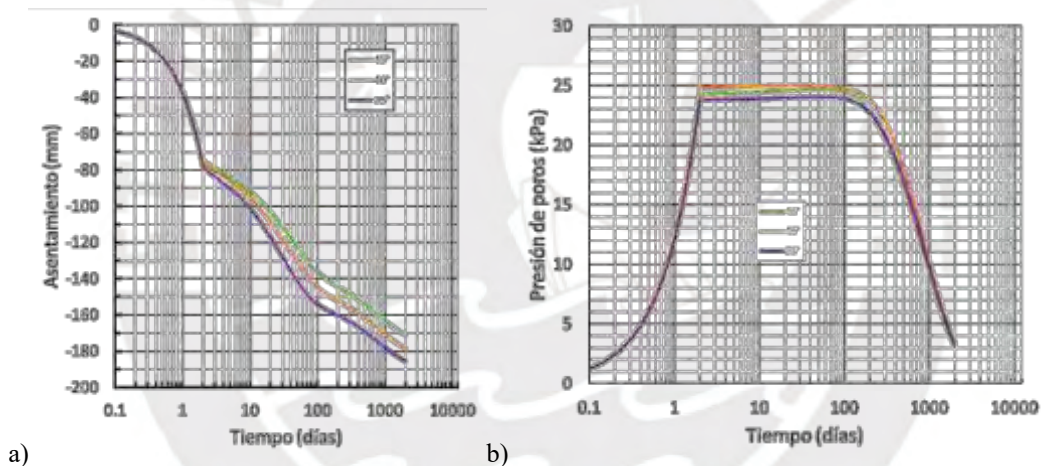 0
-20
-40
-60
-80
-100
-120
-140
-160
-180
-200
0.1 1 10 100 1000 10000
Asentamiento (mm)
Tiempo (días)
a)
30
25
20
15
10
5
0
0.1 1 10 100 1000 10000
Presión de poros (kPa)
Tiempo (días)
b)